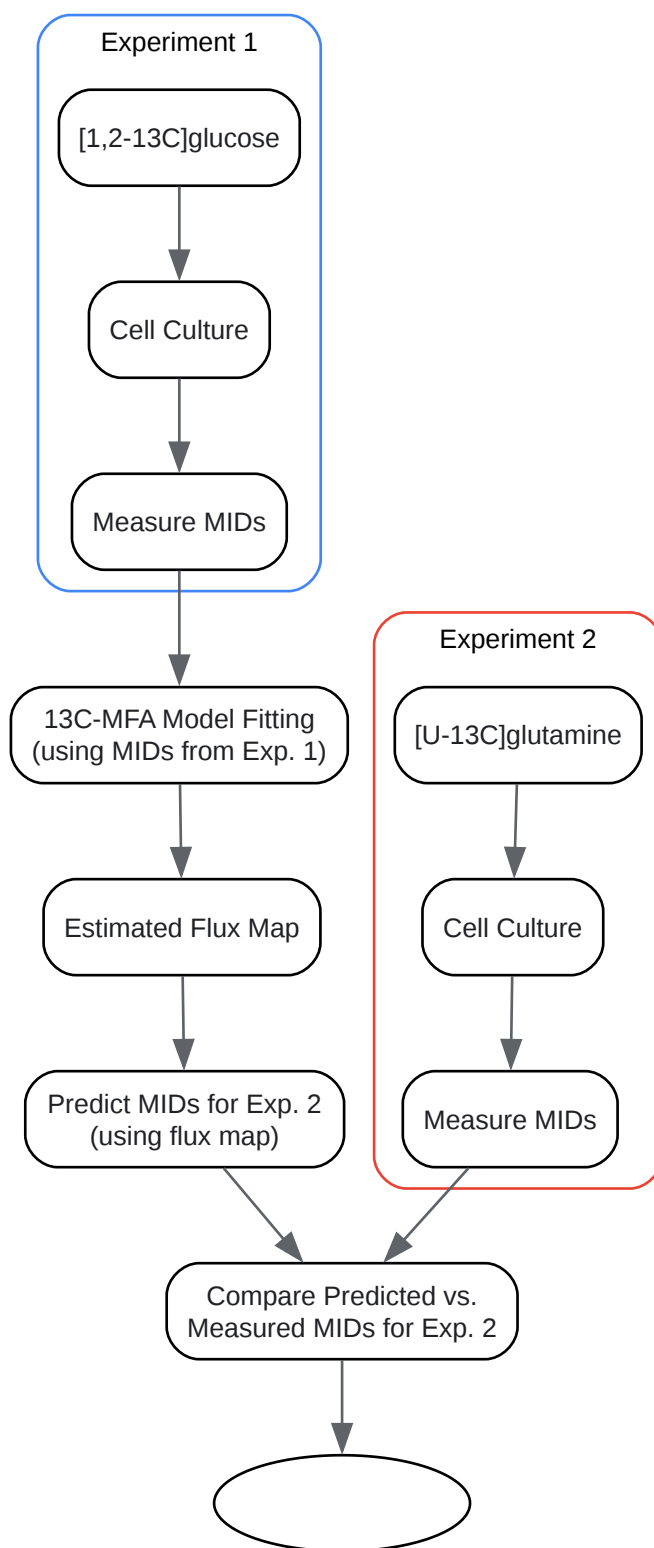 Experiment 1
[1,2-13C]glucose
Cell Culture
Measure MIDs
13C-MFA Model Fitting
(using MIDs from Exp. 1)
Estimated Flux Map
Predict MIDs for Exp. 2
(using flux map)
Experiment 2
[U-13C]glutamine
Cell Culture
Measure MIDs
Compare Predicted vs.
Measured MIDs for Exp. 2